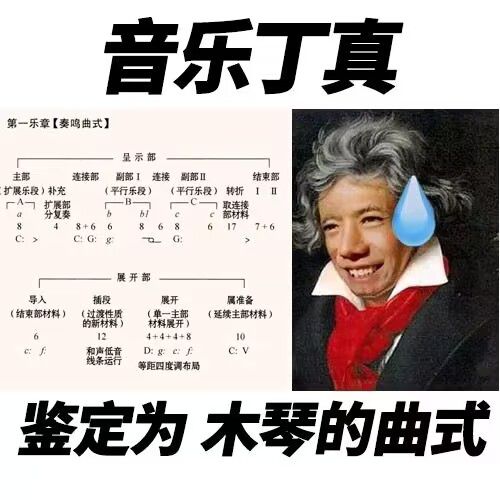 音乐丁真
第一乐章【奏鸣曲式】
呈示部
主部 连接部 副部 I 连接 副部 II 结束部
(扩展乐段) 补充 (平行乐段) (平行乐段) 转折 I II
A 扩展部 B C 取连接
a 分复奏 b b1 c c 部材料
8 4 8+6 6 6 8 8 6 17 7+6
C: > C: G: g: G: >
展开部
导入 插段 展开 属准备
(结束部材料) (过渡性质 (单一主部 (延续主部材料)
的新材料) 材料展开)
6 12 4+4+4+8 10
c: f: 和声低音 D: g: c: f: C: V
线条运行 等距四度调布局
鉴定为 木琴的曲式